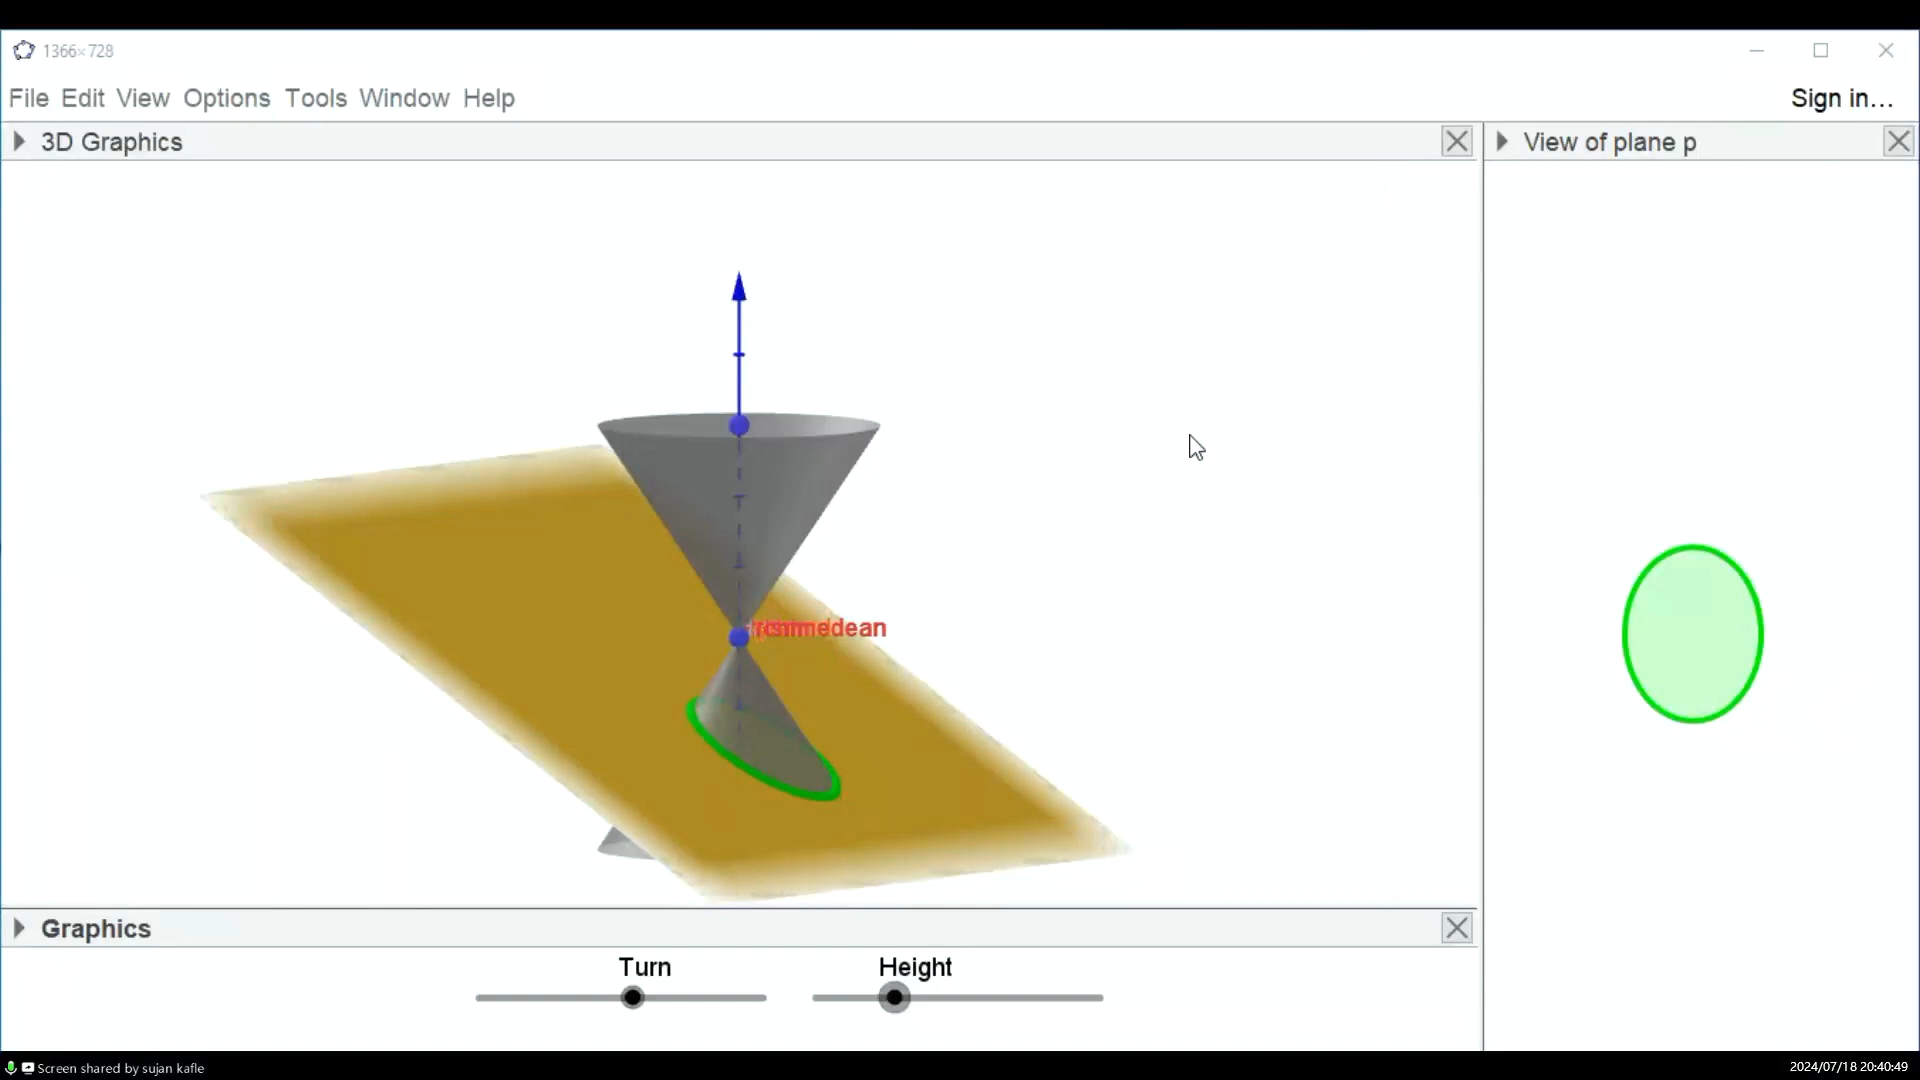 1366×728
File Edit View Options Tools Window Help
Sign in...
3D Graphics
View of plane p
Graphics
Turn
Height
Screen shared by sujan kafle
2024/07/18 20:40:49